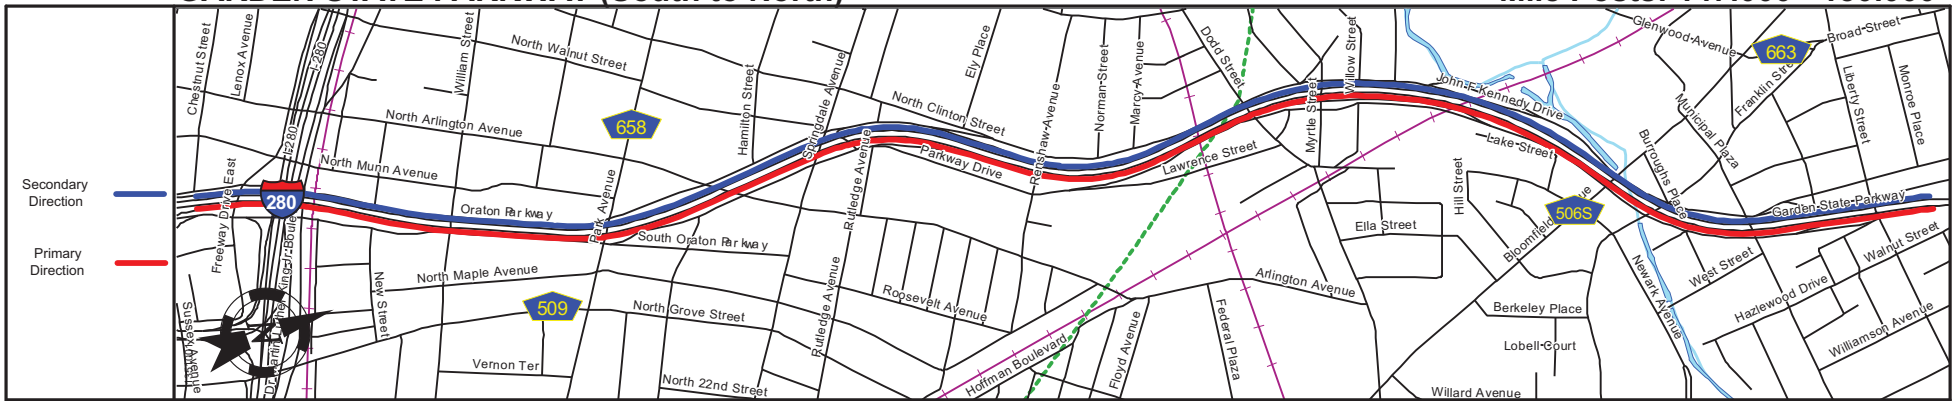 Secondary
Direction
Primary
Direction
Chestnut Street
Lenox Avenue
I-280
I-280
William Street
North Walnut Street
North Arlington Avenue
North Munn Avenue
658
Hamilton Street
Springdale Avenue
Ely Place
North Clinton Street
Renshaw Avenue
Norman Street
Marcy Avenue
Dodd Street
Willow Street
Myrtle Street
John F Kennedy Drive
Glenwood Avenue
663
Broad Street
Franklin Stre
Municipal Plaza
Liberty Street
Monroe Place
Freeway Drive East
280
Oraton Parkway
Park Avenue
South Oraton Parkway
Rutledge Avenue
Parkway Drive
Lawrence Street
Lake Street
Hill Street
Burroughs Place
Garden State Parkway
506S
Bloomfield Avenue
Ella Street
Arlington Avenue
West Street
Walnut Street
Hazlewood Drive
Williamson Avenue
Newark Avenue
Berkeley Place
Lobell Court
Willard Avenue
Federal Plaza
Floyd Avenue
Hoffman Boulevard
Roosevelt Avenue
Rutledge Avenue
North Maple Avenue
509
North Grove Street
New Street
Vernon Ter
North 22nd Street
Sussex Avenue